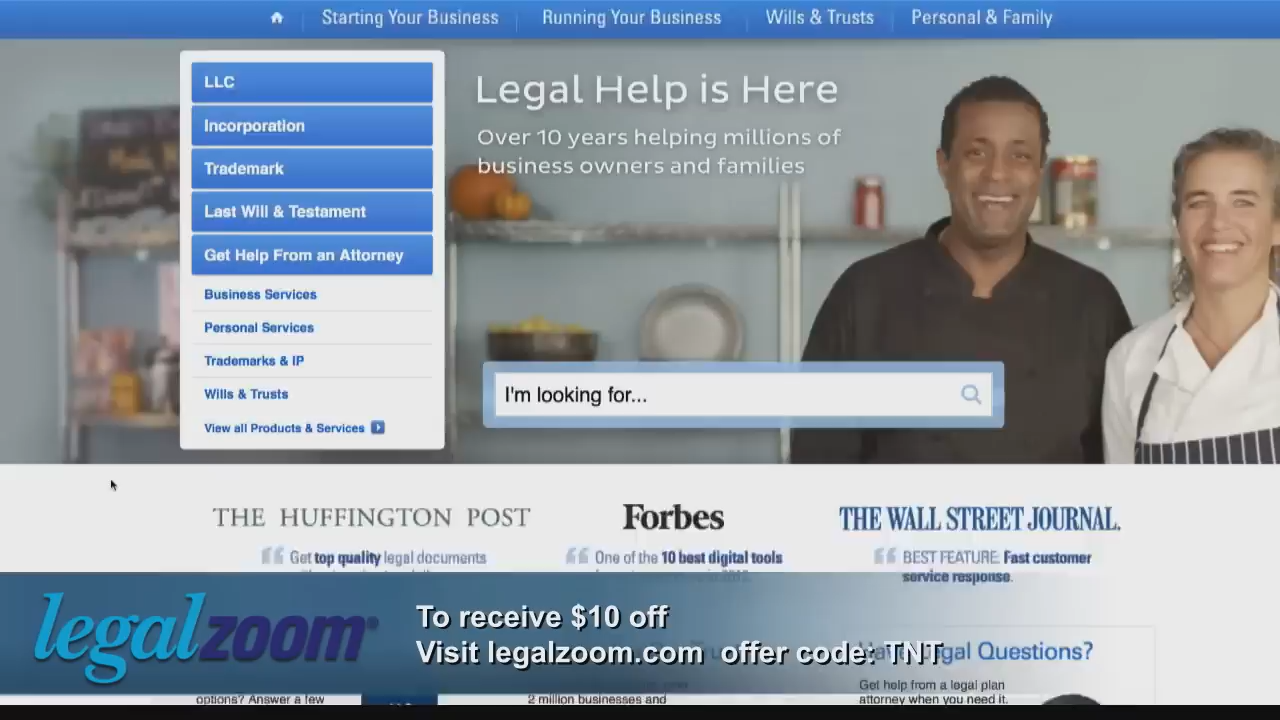 Starting Your Business
Running Your Business
Wills & Trusts
Personal & Family
LLC
Incorporation
Trademark
Last Will & Testament
Get Help From an Attorney
Business Services
Personal Services
Trademarks & IP
Wills & Trusts
View all Products & Services
Legal Help is Here
Over 10 years helping millions of
business owners and families
I'm looking for...
THE HUFFINGTON POST
Forbes
THE WALL STREET JOURNAL.
Get top quality legal documents
One of the 10 best digital tools
BEST FEATURE: Fast customer
service response.
legalzoom®
To receive $10 off
Visit legalzoom.com offer code: TNT
Legal Questions?
Get help from a legal plan
attorney when you need it.
options? Answer a few
2 million businesses and